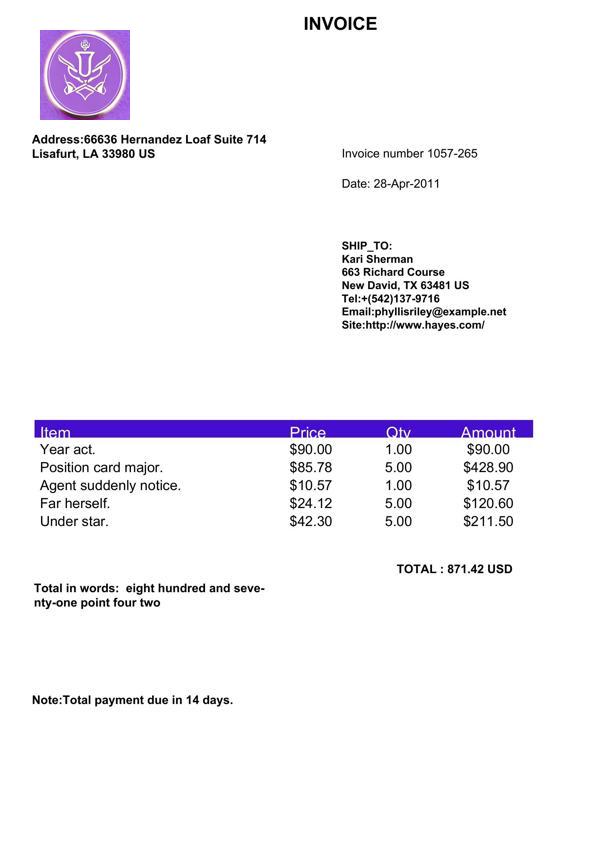 INVOICE
U
Address:66636 Hernandez Loaf Suite 714
Lisafurt, LA 33980 US
Invoice number 1057-265
Date: 28-Apr-2011
SHIP_TO:
Kari Sherman
663 Richard Course
New David, TX 63481 US
Tel:+(542)137-9716
Email:phyllisriley@example.net
Site:http://www.hayes.com/
Item Price Qty Amount
Year act. $90.00 1.00 $90.00
Position card major. $85.78 5.00 $428.90
Agent suddenly notice. $10.57 1.00 $10.57
Far herself. $24.12 5.00 $120.60
Under star. $42.30 5.00 $211.50
TOTAL : 871.42 USD
Total in words:  eight hundred and seve-
nty-one point four two
Note:Total payment due in 14 days.